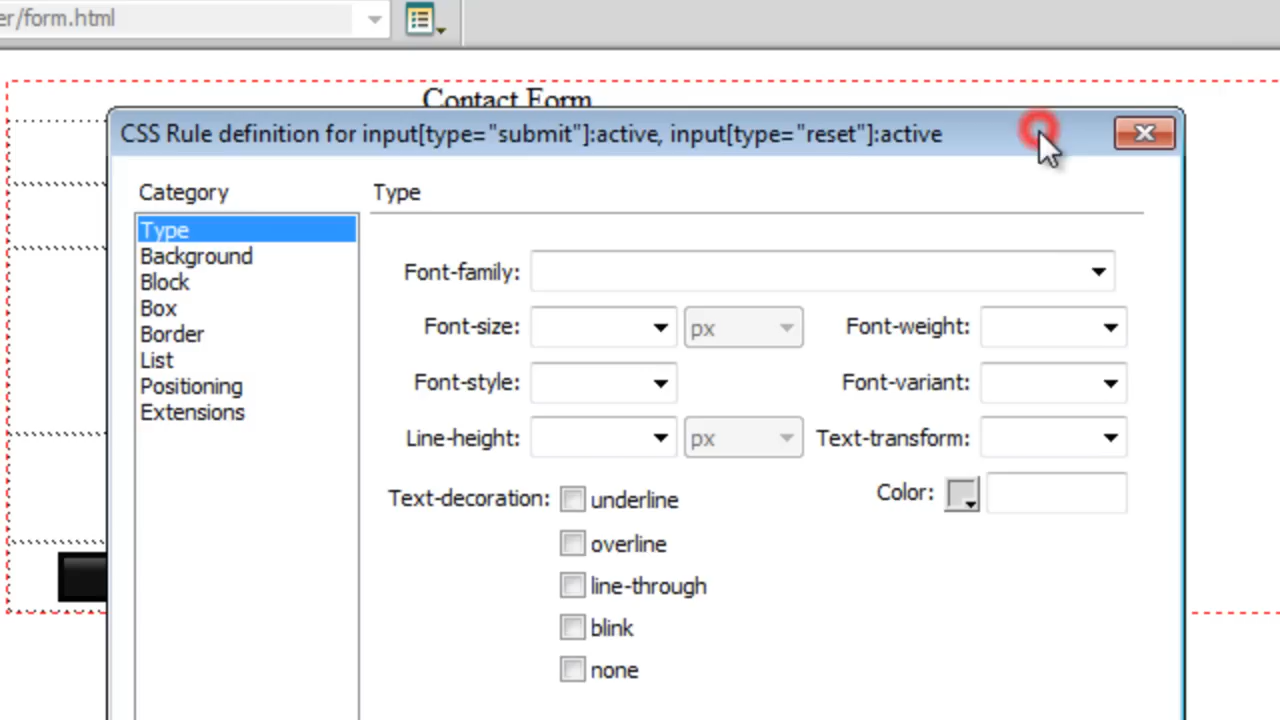 er/form.html
Contact Form
CSS Rule definition for input[type="submit"]:active, input[type="reset"]:active
Category
Type
Background
Block
Box
Border
List
Positioning
Extensions
Type
Font-family:
Font-size: px Font-weight:
Font-style: Font-variant:
Line-height: px Text-transform:
Text-decoration: underline Color:
overline
line-through
blink
none